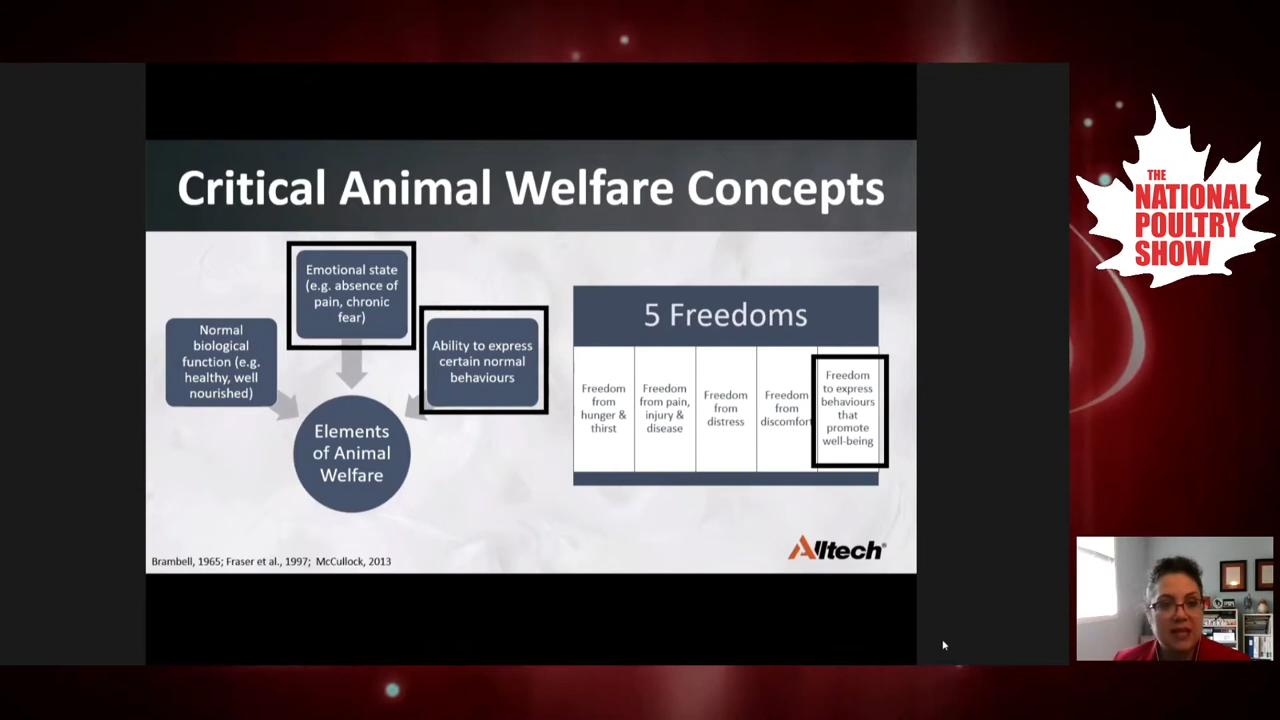 Critical Animal Welfare Concepts
Emotional state
(e.g. absence of
pain, chronic
fear)
Normal
biological
function (e.g.
healthy, well
nourished)
Ability to express
certain normal
behaviours
Elements
of Animal
Welfare
5 Freedoms
Freedom
from
hunger &
thirst
Freedom
from pain,
injury &
disease
Freedom
from
distress
Freedom
from
discomfort
Freedom
to express
behaviours
that
promote
well-being
Brambell, 1965; Fraser et al., 1997; McCullock, 2013
Alltech®
THE
NATIONAL
POULTRY
SHOW